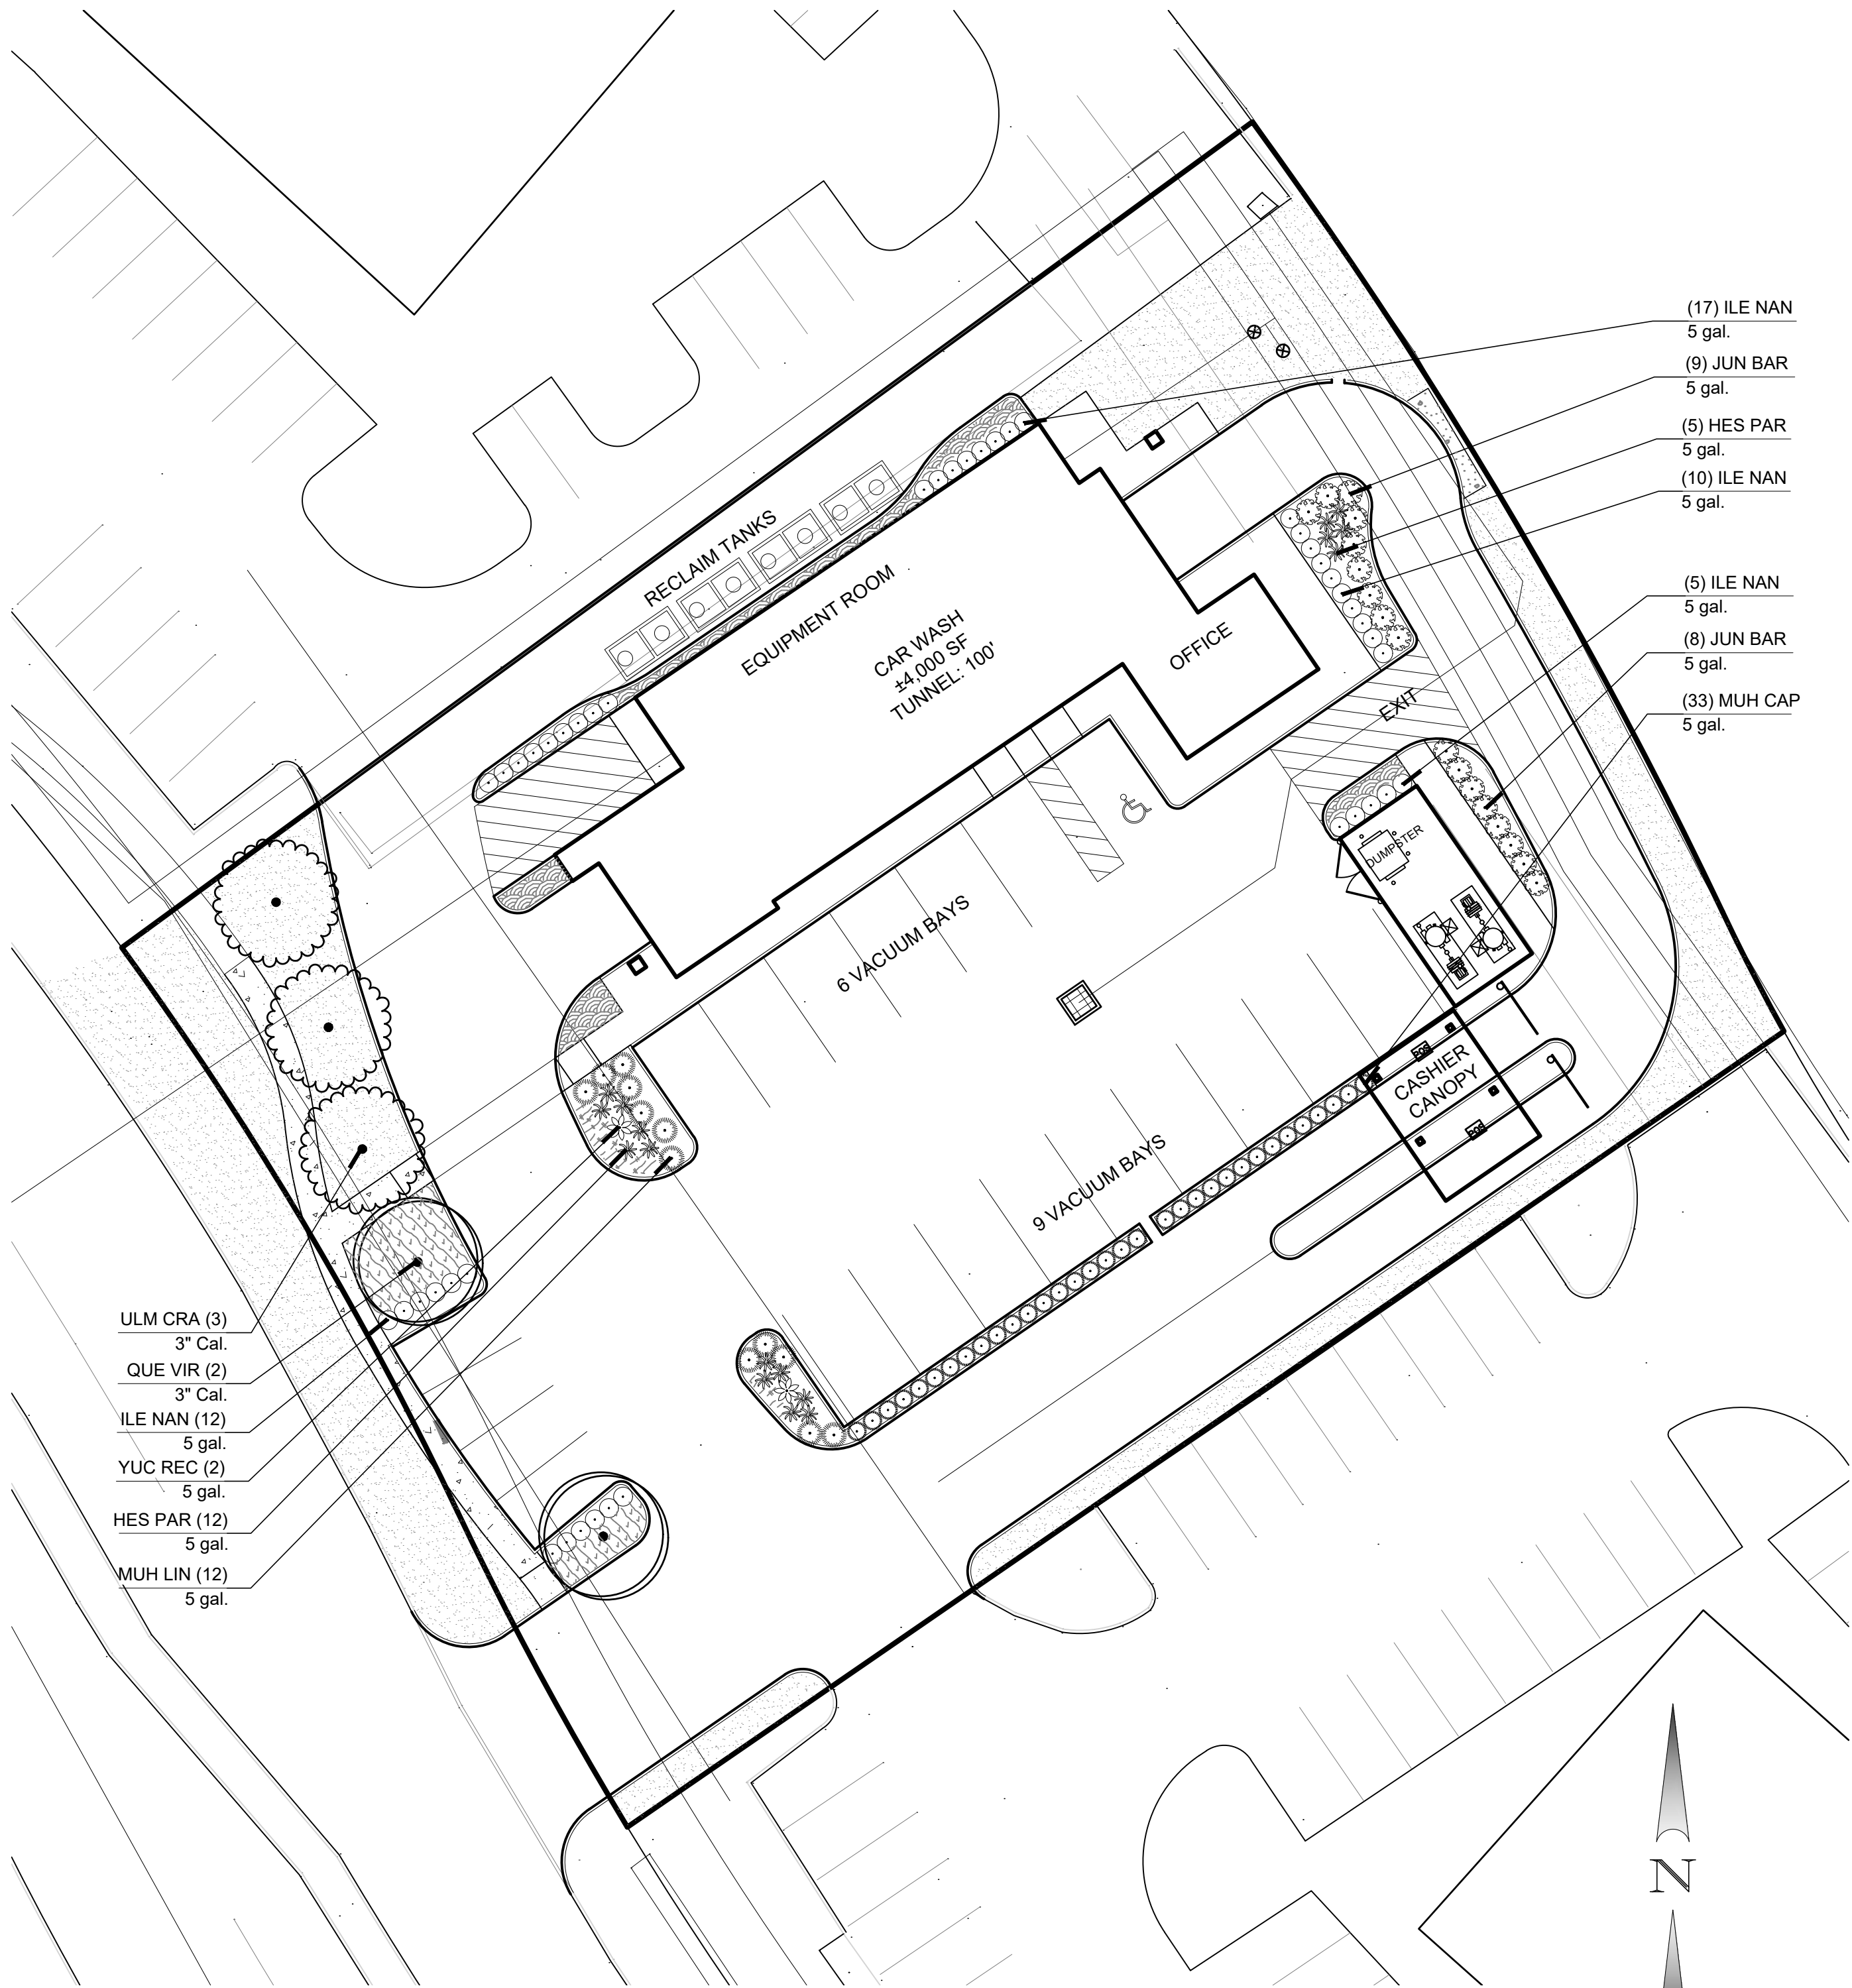 (17) ILE NAN
5 gal.
(9) JUN BAR
5 gal.
(5) HES PAR
5 gal.
(10) ILE NAN
5 gal.
(5) ILE NAN
5 gal.
(8) JUN BAR
5 gal.
(33) MUH CAP
5 gal.
RECLAIM TANKS
EQUIPMENT ROOM
CAR WASH
±4,000 SF
TUNNEL: 100'
OFFICE
EXIT
DUMPSTER
6 VACUUM BAYS
9 VACUUM BAYS
POS
CASHIER
CANOPY
POS
ULM CRA (3)
3" Cal.
QUE VIR (2)
3" Cal.
ILE NAN (12)
5 gal.
YUC REC (2)
5 gal.
HES PAR (12)
5 gal.
MUH LIN (12)
5 gal.
N